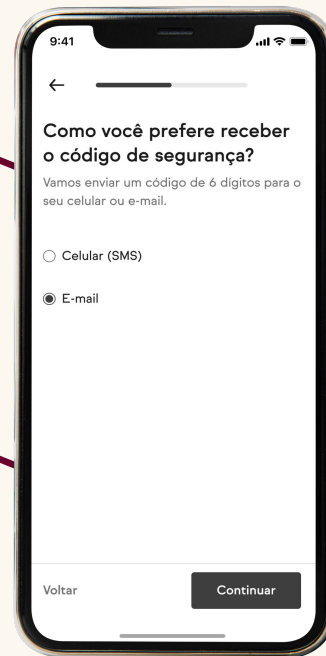 9:41
Como você prefere receber
o código de segurança?
Vamos enviar um código de 6 dígitos para o
seu celular ou e-mail.
Celular (SMS)
E-mail
Voltar
Continuar